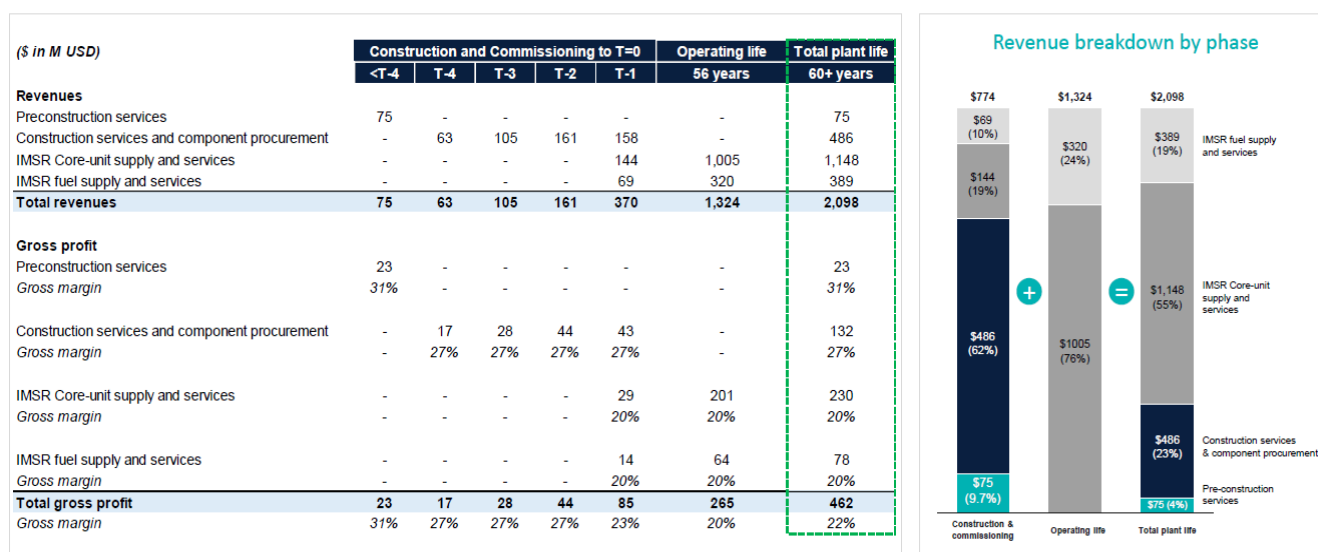 ($ in M USD) Construction and Commissioning to T=0 Operating life Total plant life
<T-4 T-4 T-3 T-2 T-1 56 years 60+ years
Revenues
Preconstruction services 75 - - - - - 75
Construction services and component procurement - 63 105 161 158 - 486
IMSR Core-unit supply and services - - - - 144 1,005 1,148
IMSR fuel supply and services - - - - 69 320 389
Total revenues 75 63 105 161 370 1,324 2,098
Gross profit
Preconstruction services 23 - - - - - 23
Gross margin 31% - - - - - 31%
Construction services and component procurement - 17 28 44 43 - 132
Gross margin - 27% 27% 27% 27% - 27%
IMSR Core-unit supply and services - - - - 29 201 230
Gross margin - - - - 20% 20% 20%
IMSR fuel supply and services - - - - 14 64 78
Gross margin - - - - 20% 20% 20%
Total gross profit 23 17 28 44 85 265 462
Gross margin 31% 27% 27% 27% 23% 20% 22%
Revenue breakdown by phase
$774 $1,324 $2,098
$69
(10%)
$144
(19%)
$486
(62%)
$75
(9.7%)
Construction &
commissioning
+
$320
(24%)
$1005
(76%)
Operating life
=
$389
(19%)
$1,148
(55%)
$486
(23%)
$75 (4%)
Total plant life
IMSR fuel supply
and services
IMSR Core-unit
supply and
services
Construction services
& component procurement
Pre-construction
services